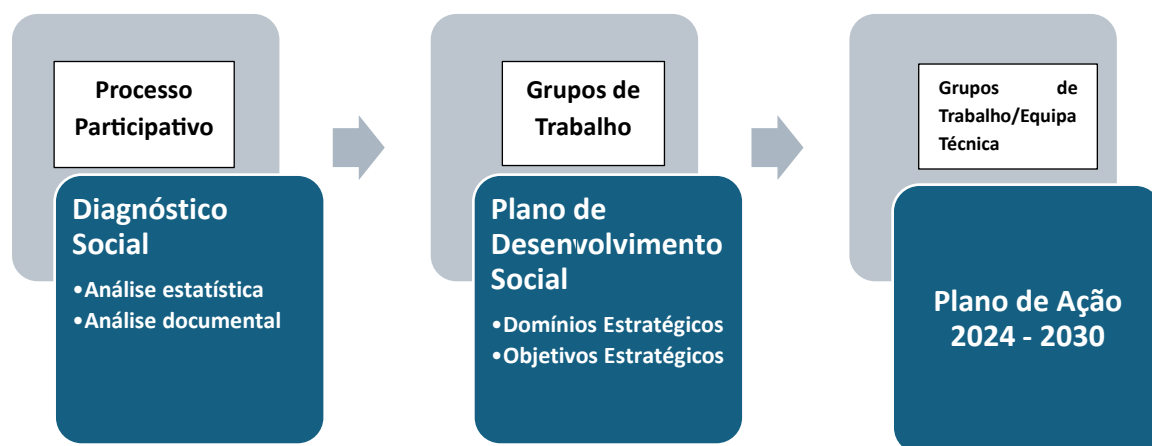 Processo
Participativo
Diagnóstico
Social
•Análise estatística
•Análise documental
Grupos de
Trabalho
Plano de
Desenvolvimento
Social
•Domínios Estratégicos
•Objetivos Estratégicos
Grupos de
Trabalho/Equipa
Técnica
Plano de Ação
2024 - 2030